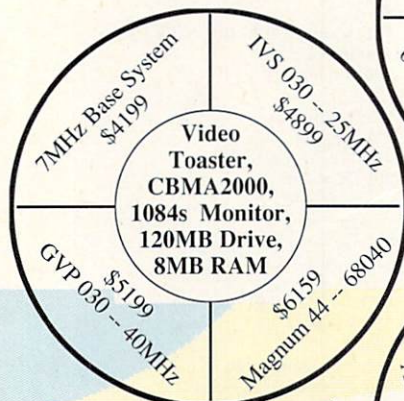 7MHz Base System
$4199
IVS 030 -- 25MHz
$4899
Video
Toaster,
CBMA2000,
1084s Monitor,
120MB Drive,
8MB RAM
$5199
GVP 030 -- 40MHz
$6159
Magnum 44 -- 68040